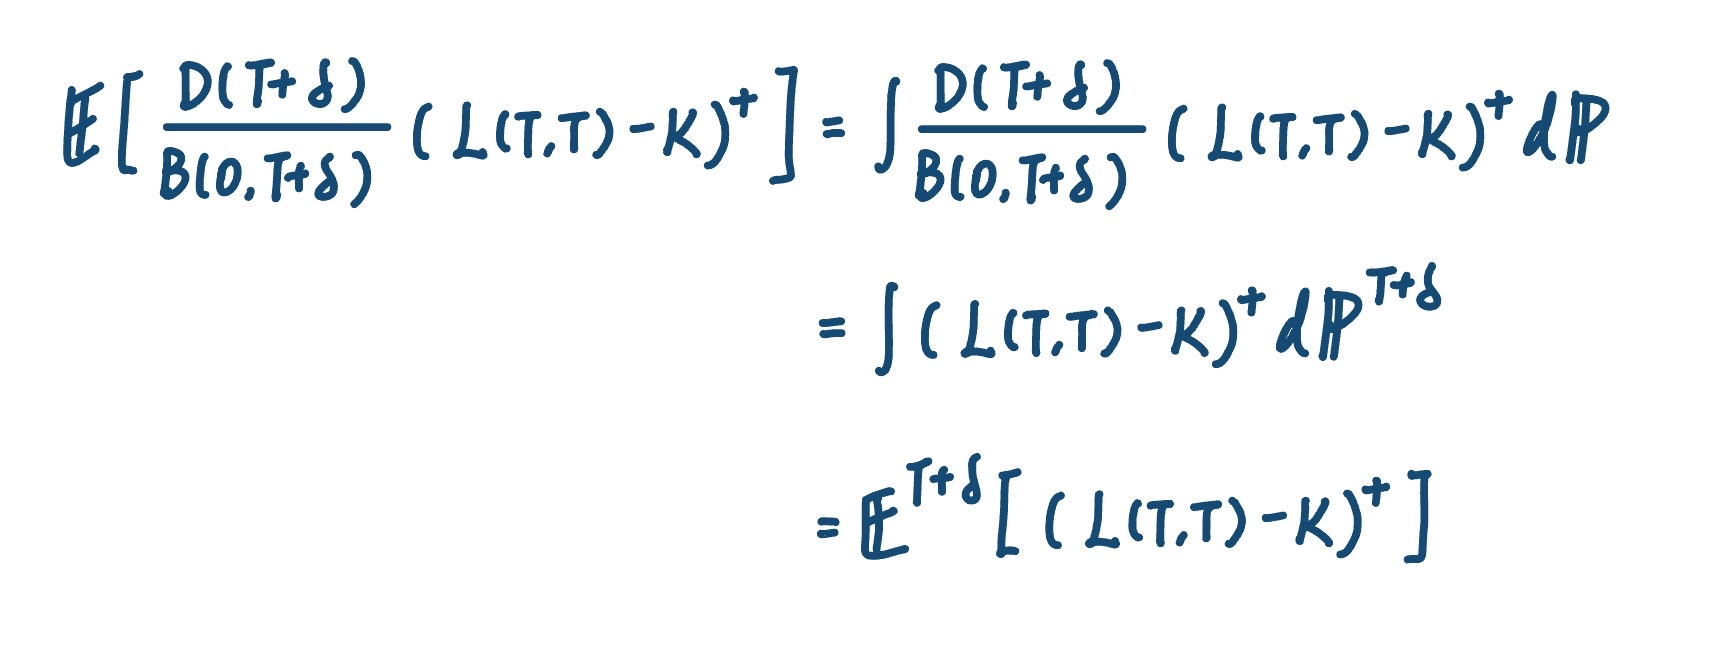 𝔼[ D(T+δ)/B(0,T+δ) (L(T,T)-K)⁺ ] = ∫ D(T+δ)/B(0,T+δ) (L(T,T)-K)⁺ dℙ
= ∫ (L(T,T)-K)⁺ dℙ^{T+δ}
= 𝔼^{T+δ}[ (L(T,T)-K)⁺ ]